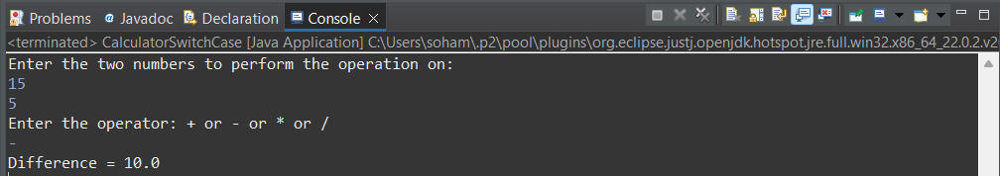 Problems @ Javadoc Declaration Console
<terminated> CalculatorSwitchCase [Java Application] C:\Users\soham\.p2\pool\plugins\org.eclipse.justj.openjdk.hotspot.jre.full.win32.x86_64_22.0.2.v2
Enter the two numbers to perform the operation on:
15
5
Enter the operator: + or - or * or /
-
Difference = 10.0